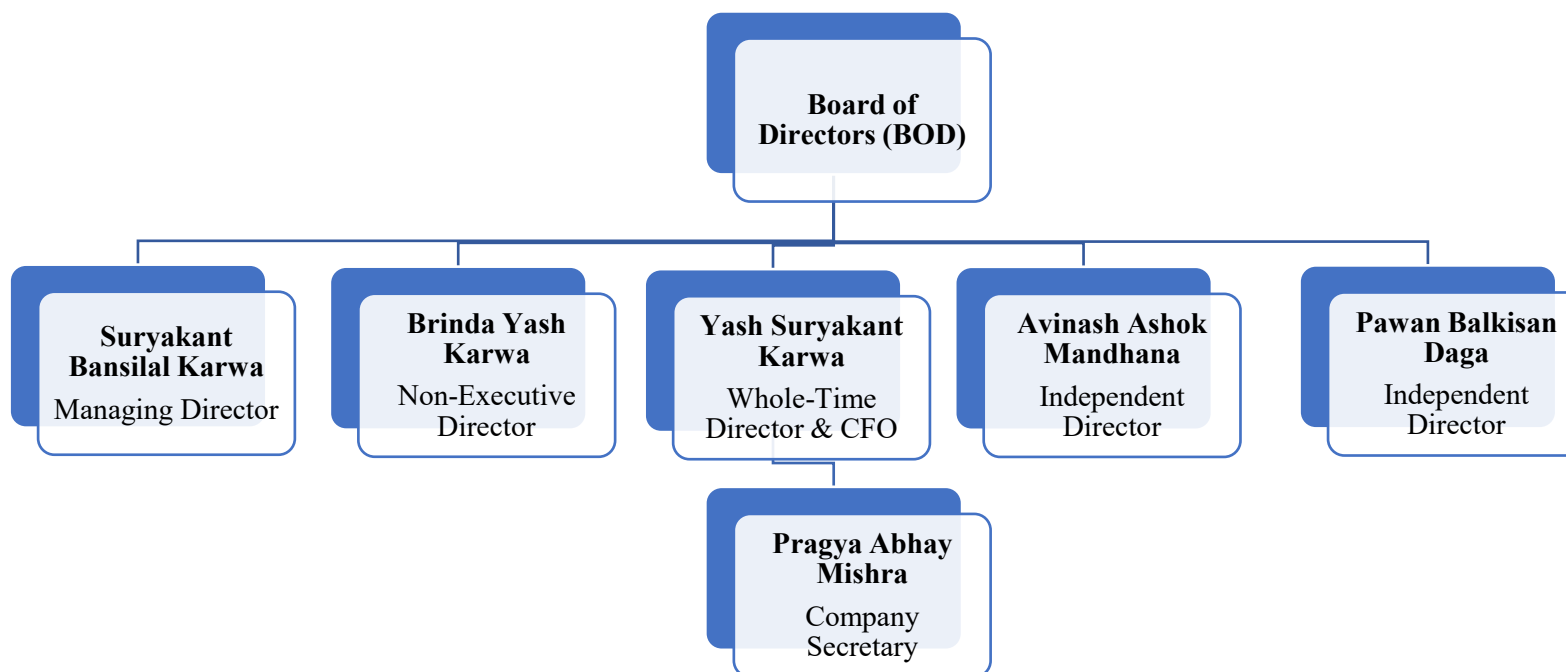 Board of
Directors (BOD)
Suryakant
Bansilal Karwa
Managing Director
Brinda Yash
Karwa
Non-Executive
Director
Yash Suryakant
Karwa
Whole-Time
Director & CFO
Avinash Ashok
Mandhana
Independent
Director
Pawan Balkisan
Daga
Independent
Director
Pragya Abhay
Mishra
Company
Secretary